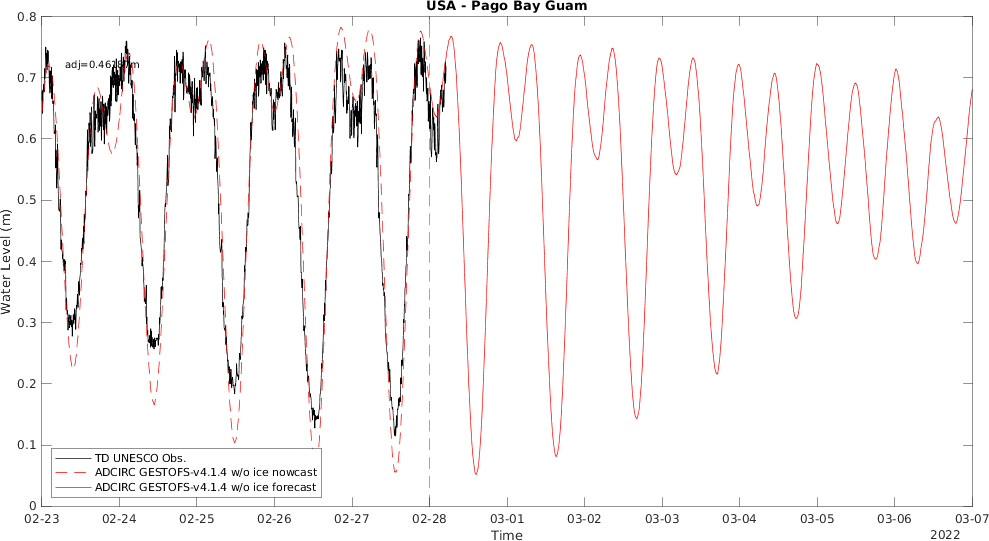 USA - Pago Bay Guam
0.8
0.7
0.6
0.5
0.4
0.3
0.2
0.1
0
Water Level (m)
TD UNESCO Obs.
ADCIRC GESTOFS-v4.1.4 w/o ice nowcast
ADCIRC GESTOFS-v4.1.4 w/o ice forecast
02-23 02-24 02-25 02-26 02-27 02-28 03-01 03-02 03-03 03-04 03-05 03-06 03-07
Time
2022